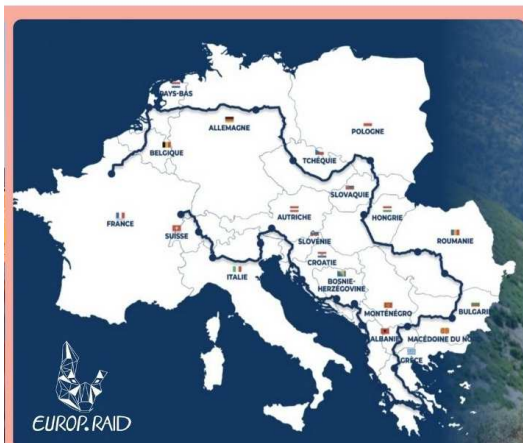 PAYS-BAS
ALLEMAGNE
POLOGNE
BELGIQUE
TCHÉQUIE
SLOVAQUIE
FRANCE
AUTRICHE
HONGRIE
SUISSE
SLOVÉNIE
ROUMANIE
CROATIE
ITALIE
BOSNIE-
HERZÉGOVINE
MONTÉNÉGRO
BULGARI
ALBANIE
MACÉDOINE DU NO
GRÈCE
EUROP.RAID